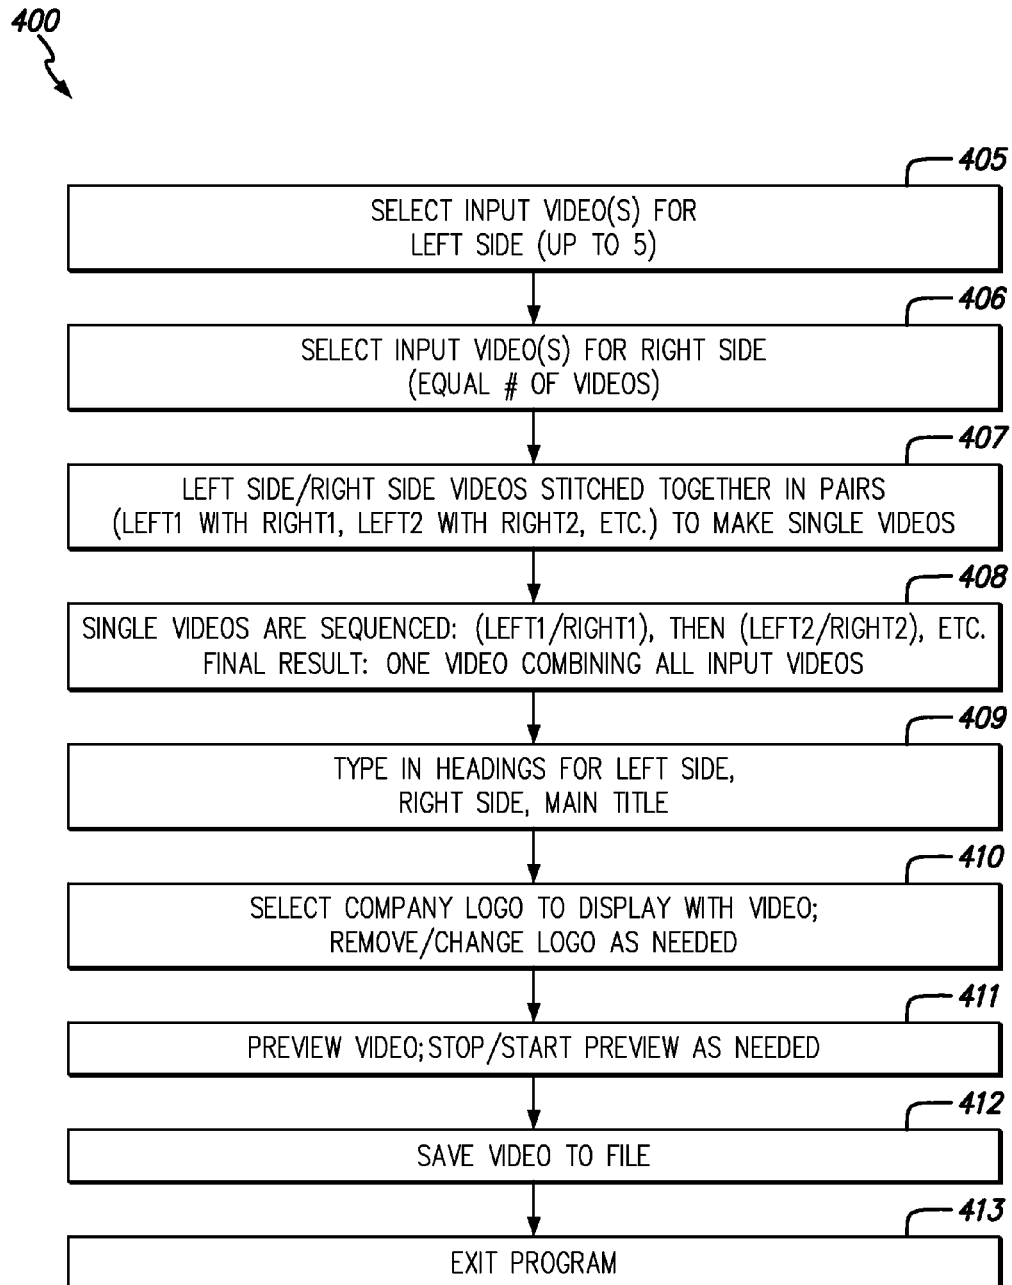 400
405
SELECT INPUT VIDEO(S) FOR
LEFT SIDE (UP TO 5)
406
SELECT INPUT VIDEO(S) FOR RIGHT SIDE
(EQUAL # OF VIDEOS)
407
LEFT SIDE/RIGHT SIDE VIDEOS STITCHED TOGETHER IN PAIRS
(LEFT1 WITH RIGHT1, LEFT2 WITH RIGHT2, ETC.) TO MAKE SINGLE VIDEOS
408
SINGLE VIDEOS ARE SEQUENCED: (LEFT1/RIGHT1), THEN (LEFT2/RIGHT2), ETC.
FINAL RESULT: ONE VIDEO COMBINING ALL INPUT VIDEOS
409
TYPE IN HEADINGS FOR LEFT SIDE,
RIGHT SIDE, MAIN TITLE
410
SELECT COMPANY LOGO TO DISPLAY WITH VIDEO;
REMOVE/CHANGE LOGO AS NEEDED
411
PREVIEW VIDEO; STOP/START PREVIEW AS NEEDED
412
SAVE VIDEO TO FILE
413
EXIT PROGRAM